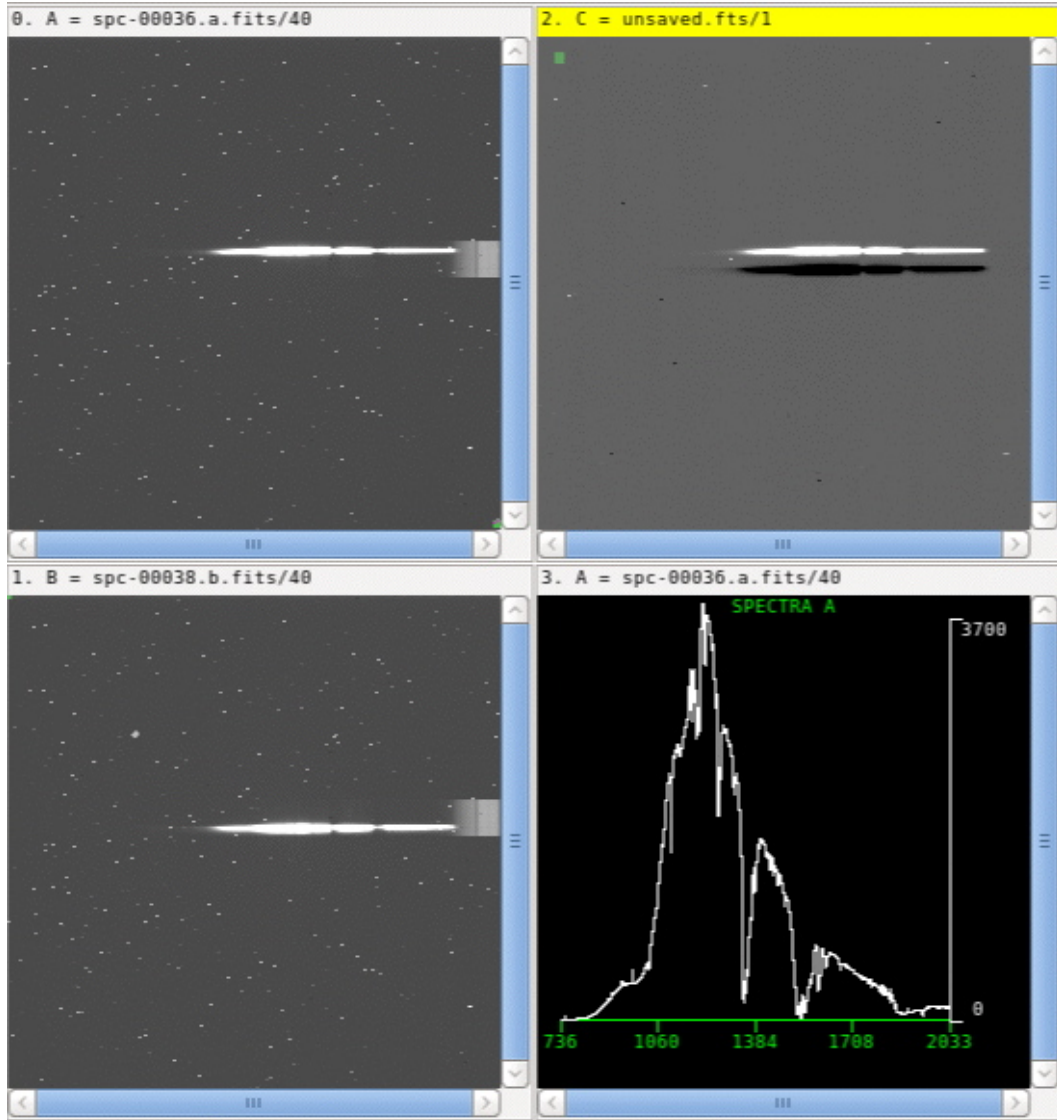 0. A = spc-00036.a.fits/40
2. C = unsaved.fts/1
1. B = spc-00038.b.fits/40
3. A = spc-00036.a.fits/40
SPECTRA A
3700
0
736 1060 1384 1708 2033